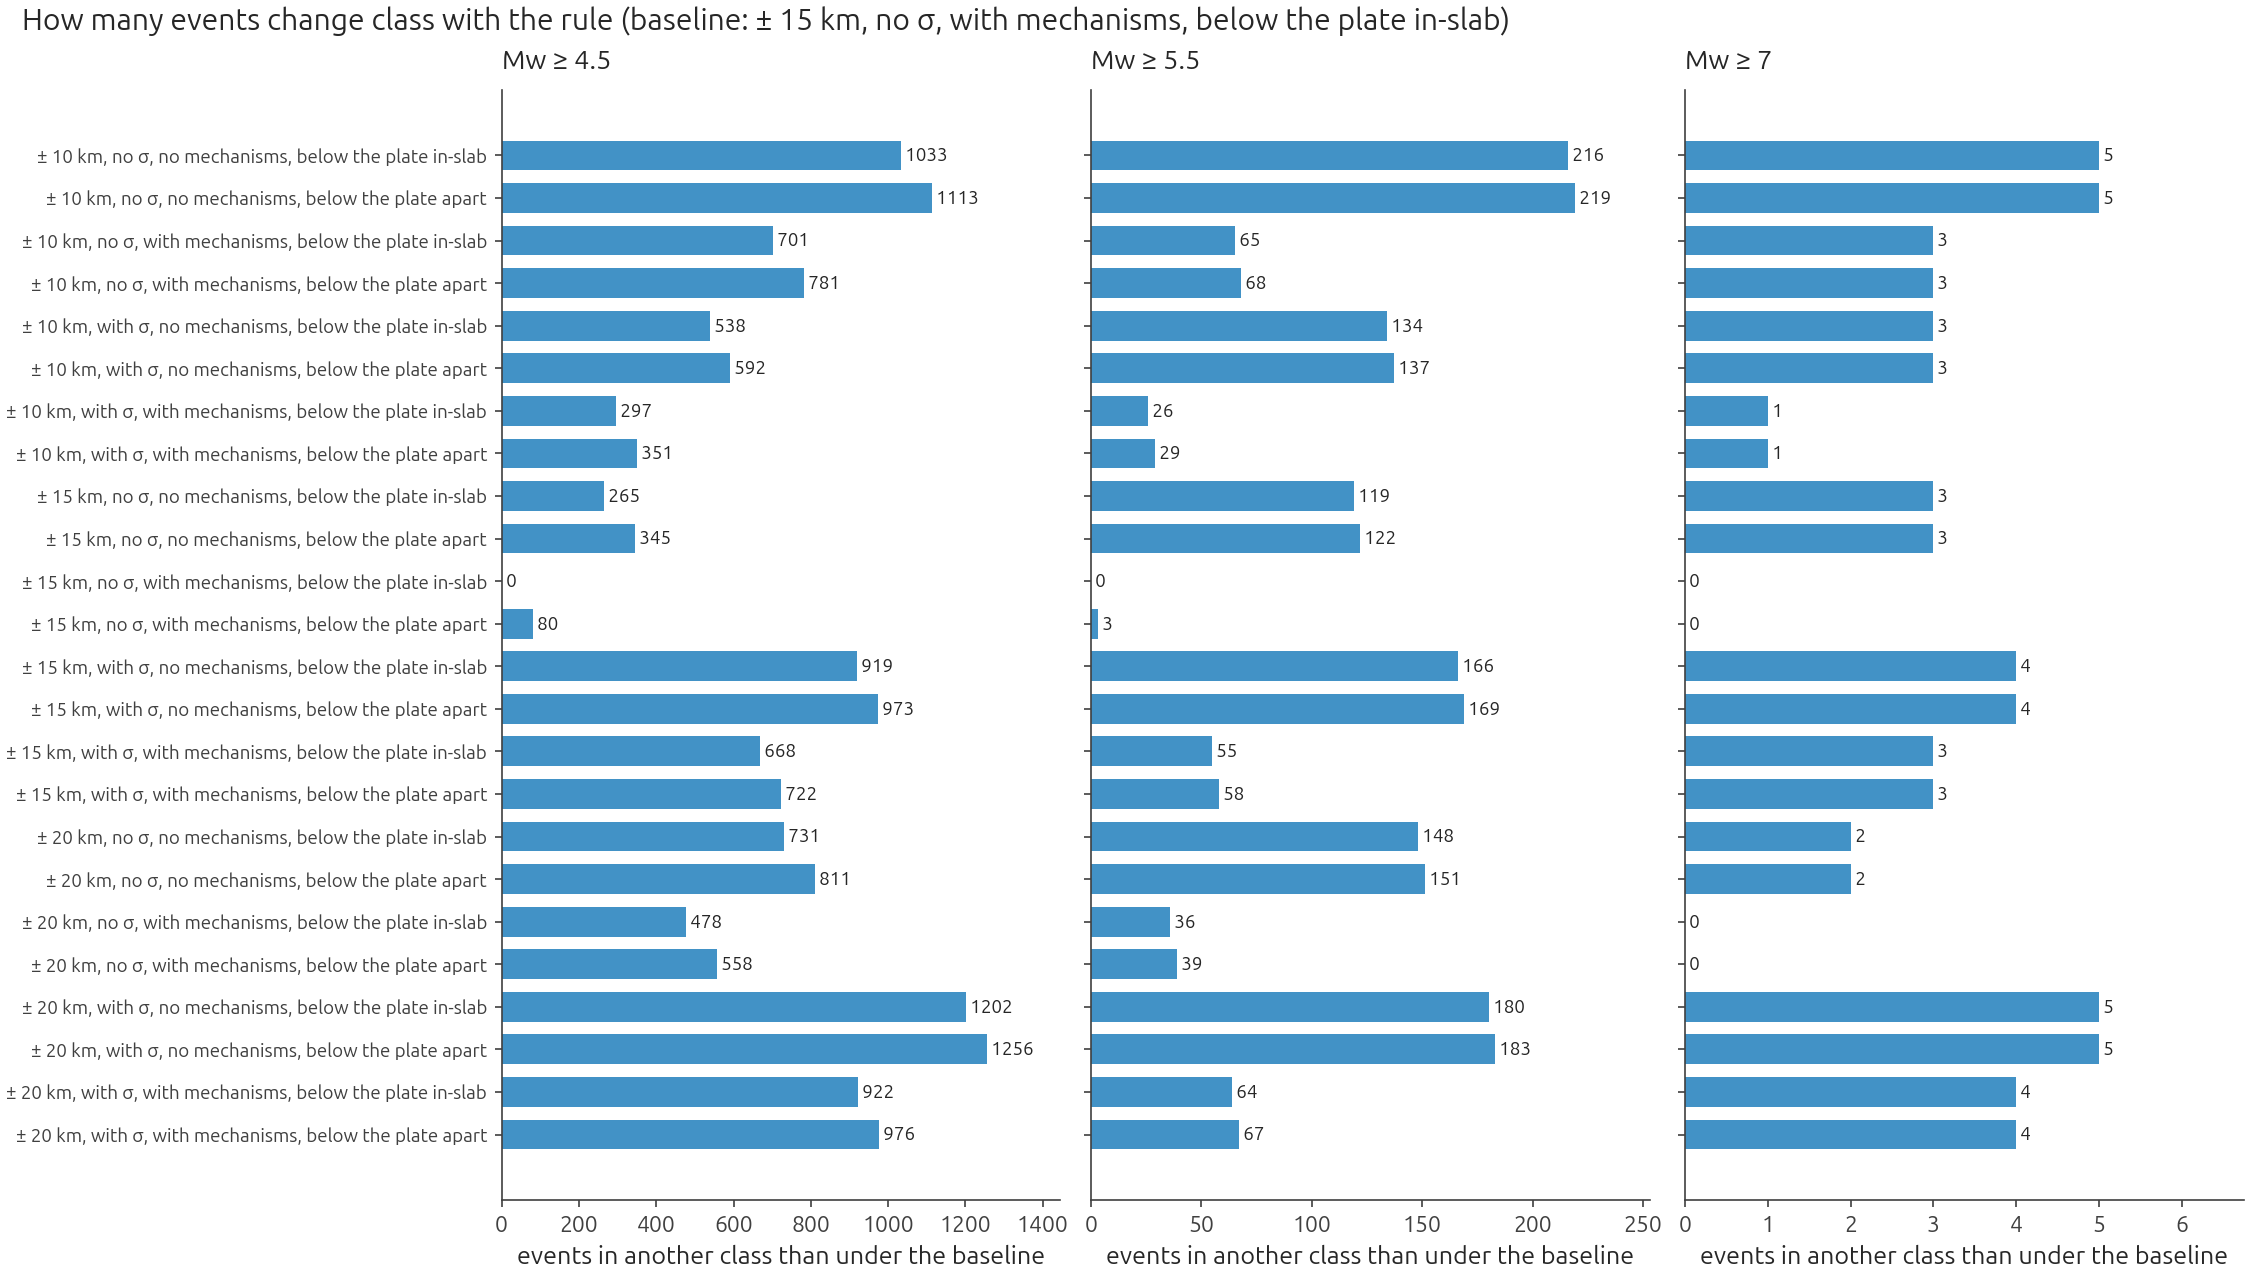 How many events change class with the rule (baseline: ± 15 km, no σ, with mechanisms, below the plate in-slab)
Mw ≥ 4.5 Mw ≥ 5.5 Mw ≥ 7
± 10 km, no σ, no mechanisms, below the plate in-slab 1033 216 5
± 10 km, no σ, no mechanisms, below the plate apart 1113 219 5
± 10 km, no σ, with mechanisms, below the plate in-slab 701 65 3
± 10 km, no σ, with mechanisms, below the plate apart 781 68 3
± 10 km, with σ, no mechanisms, below the plate in-slab 538 134 3
± 10 km, with σ, no mechanisms, below the plate apart 592 137 3
± 10 km, with σ, with mechanisms, below the plate in-slab 297 26 1
± 10 km, with σ, with mechanisms, below the plate apart 351 29 1
± 15 km, no σ, no mechanisms, below the plate in-slab 265 119 3
± 15 km, no σ, no mechanisms, below the plate apart 345 122 3
± 15 km, no σ, with mechanisms, below the plate in-slab 0 0 0
± 15 km, no σ, with mechanisms, below the plate apart 80 3 0
± 15 km, with σ, no mechanisms, below the plate in-slab 919 166 4
± 15 km, with σ, no mechanisms, below the plate apart 973 169 4
± 15 km, with σ, with mechanisms, below the plate in-slab 668 55 3
± 15 km, with σ, with mechanisms, below the plate apart 722 58 3
± 20 km, no σ, no mechanisms, below the plate in-slab 731 148 2
± 20 km, no σ, no mechanisms, below the plate apart 811 151 2
± 20 km, no σ, with mechanisms, below the plate in-slab 478 36 0
± 20 km, no σ, with mechanisms, below the plate apart 558 39 0
± 20 km, with σ, no mechanisms, below the plate in-slab 1202 180 5
± 20 km, with σ, no mechanisms, below the plate apart 1256 183 5
± 20 km, with σ, with mechanisms, below the plate in-slab 922 64 4
± 20 km, with σ, with mechanisms, below the plate apart 976 67 4
0 200 400 600 800 1000 1200 1400 0 50 100 150 200 250 0 1 2 3 4 5 6
events in another class than under the baseline events in another class than under the baseline events in another class than under the baseline